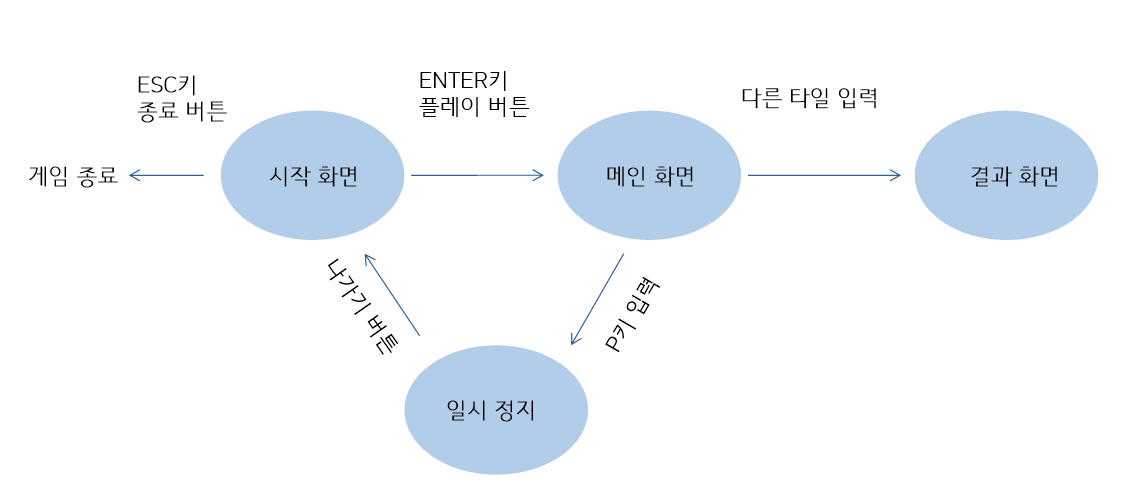 ESC키
종료 버튼
ENTER키
플레이 버튼
다른 타일 입력
게임 종료
시작 화면
메인 화면
결과 화면
나가기 버튼
P키 입력
일시 정지